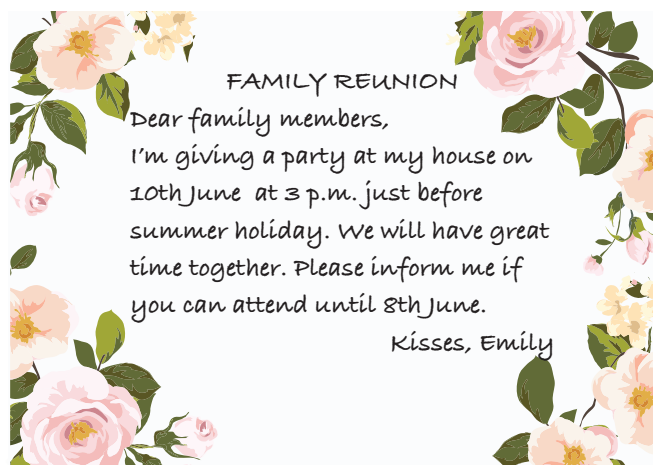 FAMILY REUNION
Dear family members,
I'm giving a party at my house on
10th June at 3 p.m. just before
summer holiday. We will have great
time together. Please inform me if
you can attend until 8th June.
Kisses, Emily